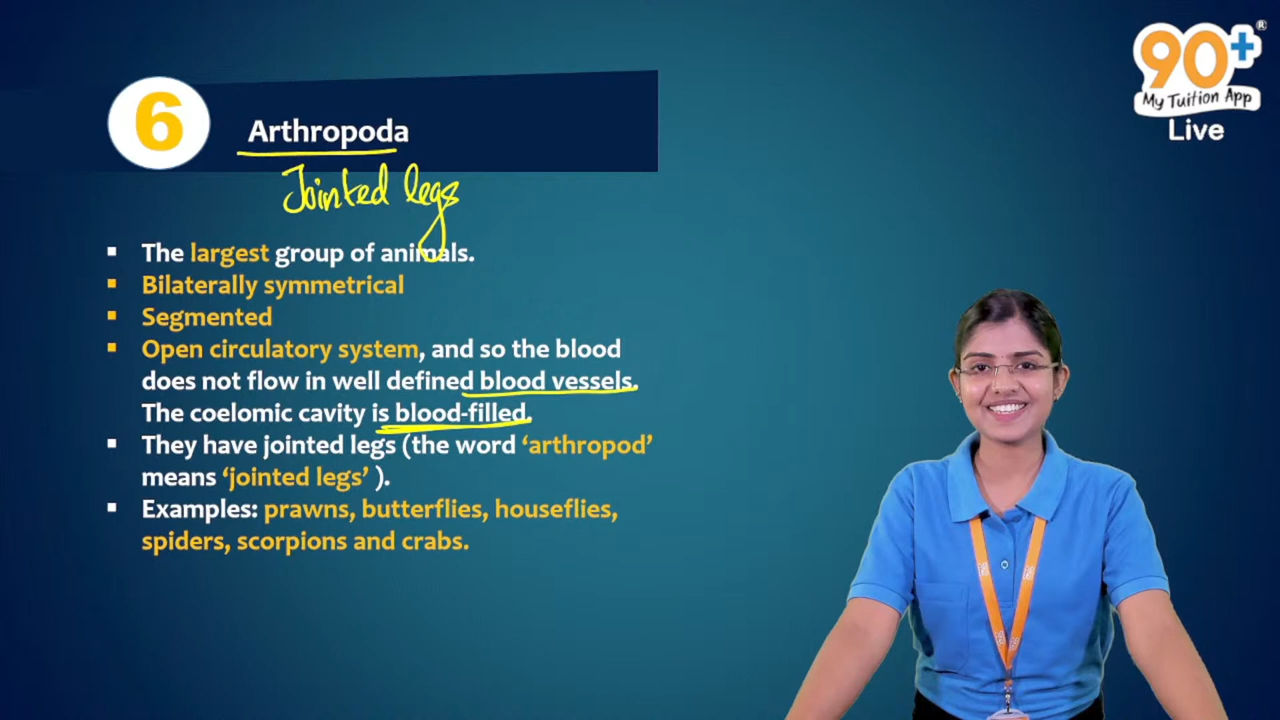 90+®
My Tuition App
Live
6
Arthropoda
Jointed legs
▪ The largest group of animals.
▪ Bilaterally symmetrical
▪ Segmented
▪ Open circulatory system, and so the blood
does not flow in well defined blood vessels.
The coelomic cavity is blood-filled.
▪ They have jointed legs (the word ‘arthropod’
means ‘jointed legs’ ).
▪ Examples: prawns, butterflies, houseflies,
spiders, scorpions and crabs.